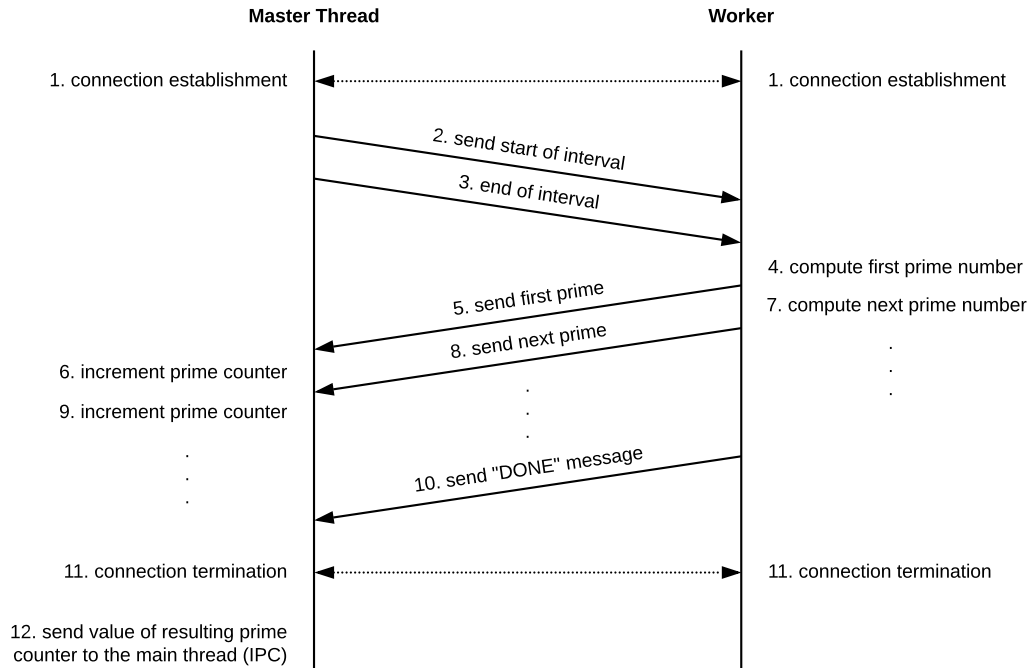 Master Thread
Worker
1. connection establishment
1. connection establishment
2. send start of interval
3. end of interval
4. compute first prime number
5. send first prime
7. compute next prime number
8. send next prime
.
.
.
6. increment prime counter
.
.
.
9. increment prime counter
.
.
.
10. send "DONE" message
11. connection termination
11. connection termination
12. send value of resulting prime
counter to the main thread (IPC)